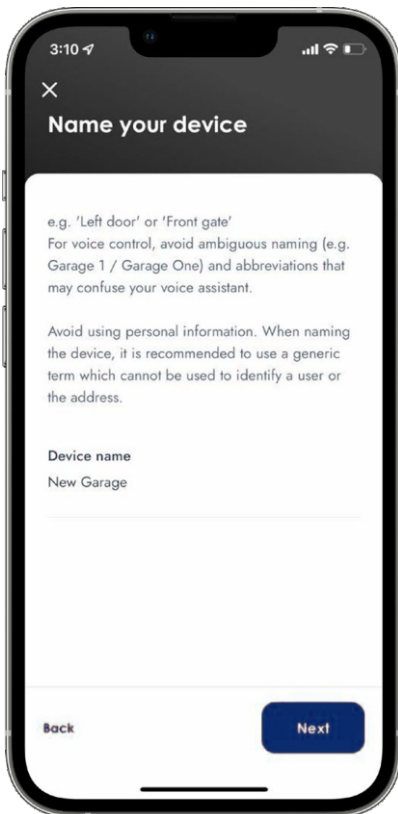 3:10
Name your device
e.g. 'Left door' or 'Front gate'
For voice control, avoid ambiguous naming (e.g.
Garage 1 / Garage One) and abbreviations that
may confuse your voice assistant.
Avoid using personal information. When naming
the device, it is recommended to use a generic
term which cannot be used to identify a user or
the address.
Device name
New Garage
Back
Next